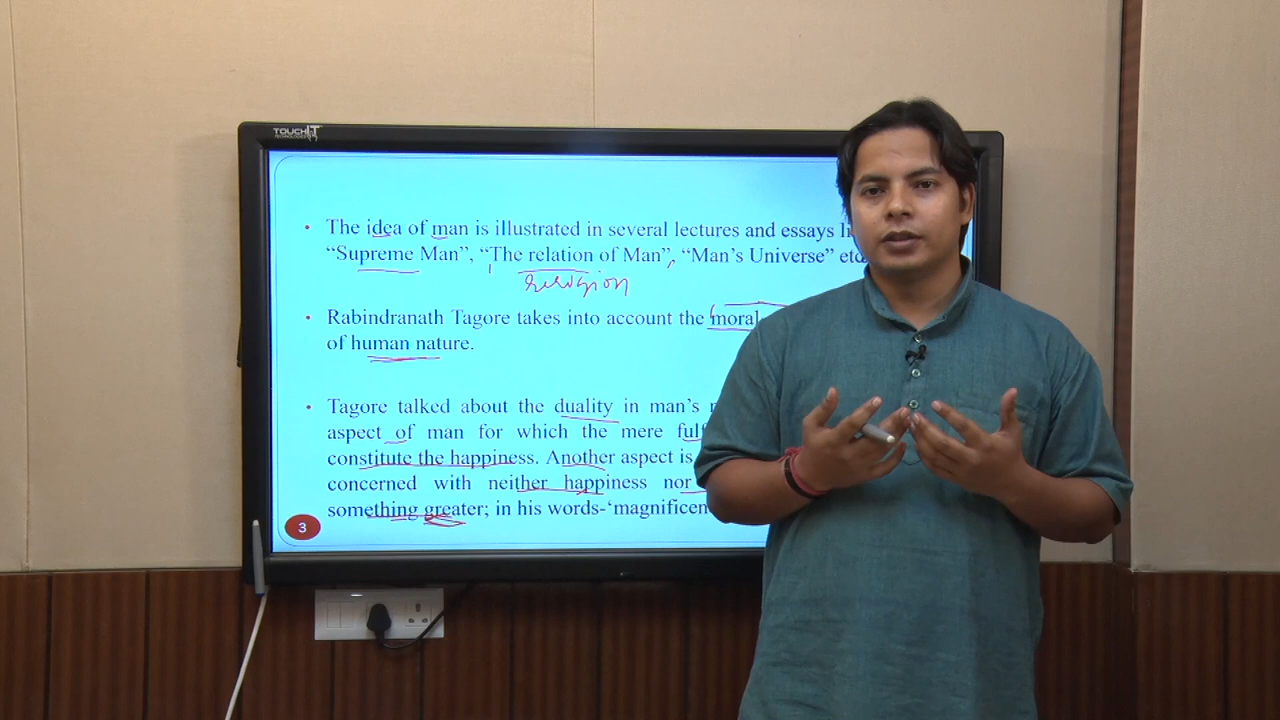 TOUCHIT
TECHNOLOGIES
• The idea of man is illustrated in several lectures and essays
“Supreme Man”, “The relation of Man”, “Man’s Universe” etc
religion
• Rabindranath Tagore takes into account the moral
of human nature.
• Tagore talked about the duality in man’s
aspect of man for which the mere
constitute the happiness. Another aspect is
concerned with neither happiness nor
something greater; in his words-‘magnificen
3